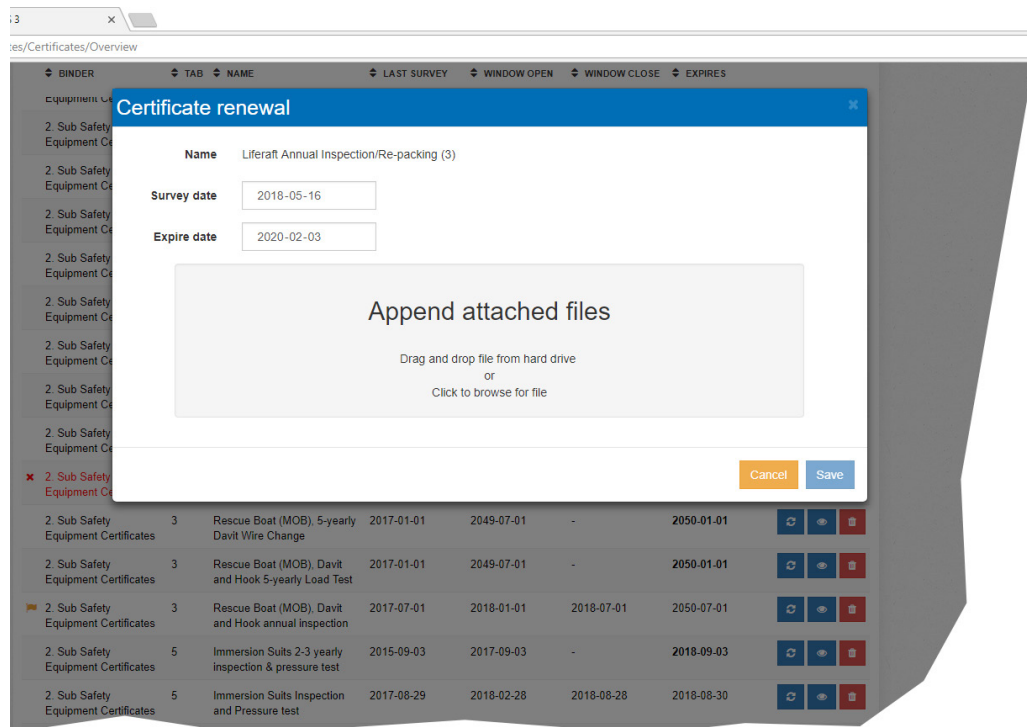 3
es/Certificates/Overview
BINDER TAB NAME LAST SURVEY WINDOW OPEN WINDOW CLOSE EXPIRES
Equipment
Certificate renewal
2. Sub Safety
Equipment Ce
Name Liferaft Annual Inspection/Re-packing (3)
2. Sub Safety
Equipment Ce
Survey date 2018-05-16
2. Sub Safety
Equipment Ce
Expire date 2020-02-03
2. Sub Safety
Equipment Ce
2. Sub Safety
Equipment Ce
Append attached files
2. Sub Safety
Equipment Ce
Drag and drop file from hard drive
or
Click to browse for file
2. Sub Safety
Equipment Ce
2. Sub Safety
Equipment Ce
2. Sub Safety
Equipment Ce
Cancel Save
2. Sub Safety 3 Rescue Boat (MOB), 5-yearly 2017-01-01 2049-07-01 - 2050-01-01
Equipment Certificates Davit Wire Change
2. Sub Safety 3 Rescue Boat (MOB), Davit 2017-01-01 2049-07-01 - 2050-01-01
Equipment Certificates and Hook 5-yearly Load Test
2. Sub Safety 3 Rescue Boat (MOB), Davit 2017-07-01 2018-01-01 2018-07-01 2050-07-01
Equipment Certificates and Hook annual inspection
2. Sub Safety 5 Immersion Suits 2-3 yearly 2015-09-03 2017-09-03 - 2018-09-03
Equipment Certificates inspection & pressure test
2. Sub Safety 5 Immersion Suits Inspection 2017-08-29 2018-02-28 2018-08-28 2018-08-30
Equipment Certificates and Pressure test